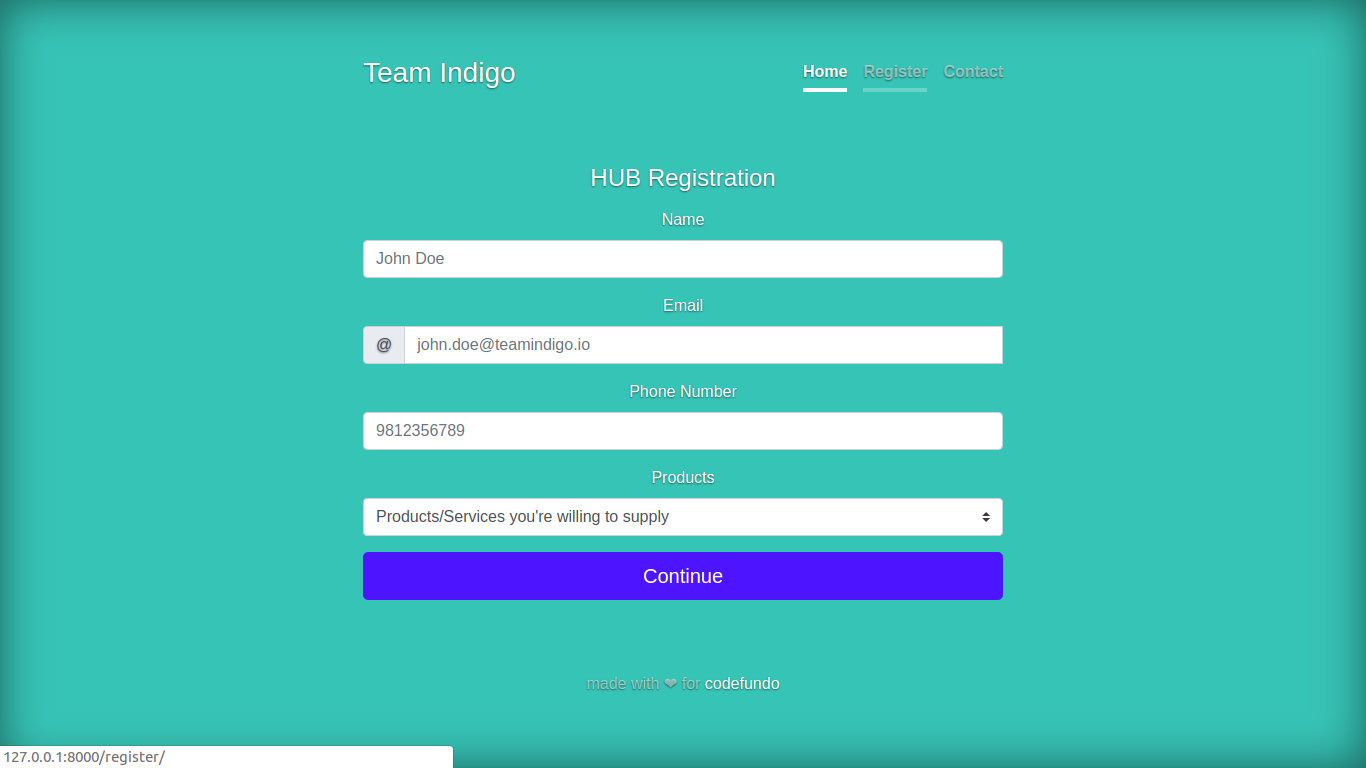 Team Indigo
Home Register Contact
HUB Registration
Name
John Doe
Email
@ john.doe@teamindigo.io
Phone Number
9812356789
Products
Products/Services you're willing to supply
Continue
made with ❤ for codefundo
127.0.0.1:8000/register/